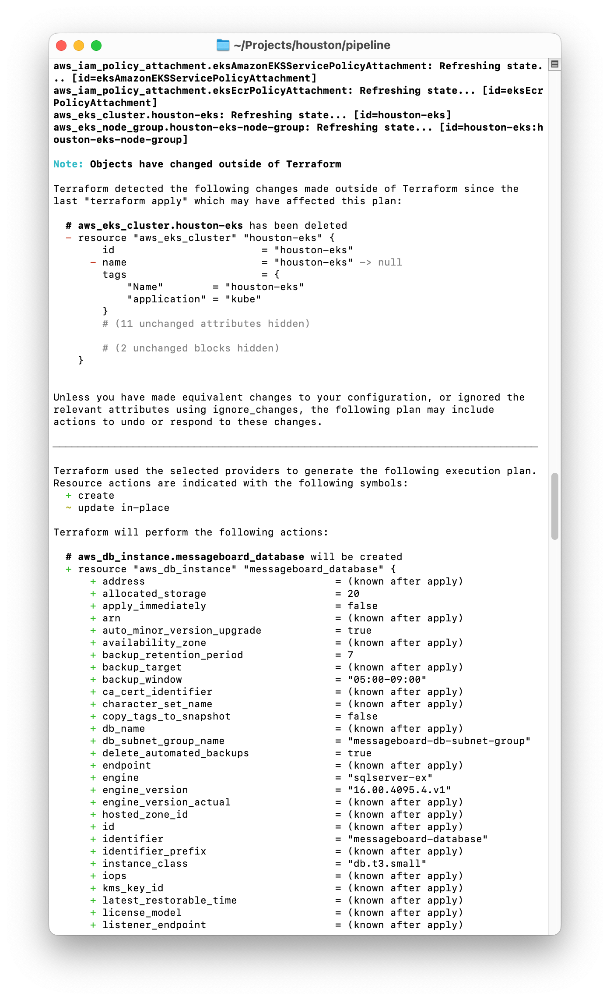 ~/Projects/houston/pipeline
aws_iam_policy_attachment.eksAmazonEKSServicePolicyAttachment: Refreshing state.
.. [id=eksAmazonEKSServicePolicyAttachment]
aws_iam_policy_attachment.eksEcrPolicyAttachment: Refreshing state... [id=eksEcr
PolicyAttachment]
aws_eks_cluster.houston-eks: Refreshing state... [id=houston-eks]
aws_eks_node_group.houston-eks-node-group: Refreshing state... [id=houston-eks:h
ouston-eks-node-group]
Note: Objects have changed outside of Terraform
Terraform detected the following changes made outside of Terraform since the
last "terraform apply" which may have affected this plan:
  # aws_eks_cluster.houston-eks has been deleted
  - resource "aws_eks_cluster" "houston-eks" {
        id                        = "houston-eks"
      - name                      = "houston-eks" -> null
        tags                      = {
            "Name"        = "houston-eks"
            "application" = "kube"
        }
        # (11 unchanged attributes hidden)
        # (2 unchanged blocks hidden)
    }
Unless you have made equivalent changes to your configuration, or ignored the
relevant attributes using ignore_changes, the following plan may include
actions to undo or respond to these changes.
Terraform used the selected providers to generate the following execution plan.
Resource actions are indicated with the following symbols:
  + create
  ~ update in-place
Terraform will perform the following actions:
  # aws_db_instance.messageboard_database will be created
  + resource "aws_db_instance" "messageboard_database" {
      + address                               = (known after apply)
      + allocated_storage                     = 20
      + apply_immediately                     = false
      + arn                                   = (known after apply)
      + auto_minor_version_upgrade            = true
      + availability_zone                     = (known after apply)
      + backup_retention_period               = 7
      + backup_target                         = (known after apply)
      + backup_window                         = "05:00-09:00"
      + ca_cert_identifier                    = (known after apply)
      + character_set_name                    = (known after apply)
      + copy_tags_to_snapshot                 = false
      + db_name                               = (known after apply)
      + db_subnet_group_name                  = "messageboard-db-subnet-group"
      + delete_automated_backups              = true
      + endpoint                              = (known after apply)
      + engine                                = "sqlserver-ex"
      + engine_version                        = "16.00.4095.4.v1"
      + engine_version_actual                 = (known after apply)
      + hosted_zone_id                        = (known after apply)
      + id                                    = (known after apply)
      + identifier                            = "messageboard-database"
      + identifier_prefix                     = (known after apply)
      + instance_class                        = "db.t3.small"
      + iops                                  = (known after apply)
      + kms_key_id                            = (known after apply)
      + latest_restorable_time                = (known after apply)
      + license_model                         = (known after apply)
      + listener_endpoint                     = (known after apply)